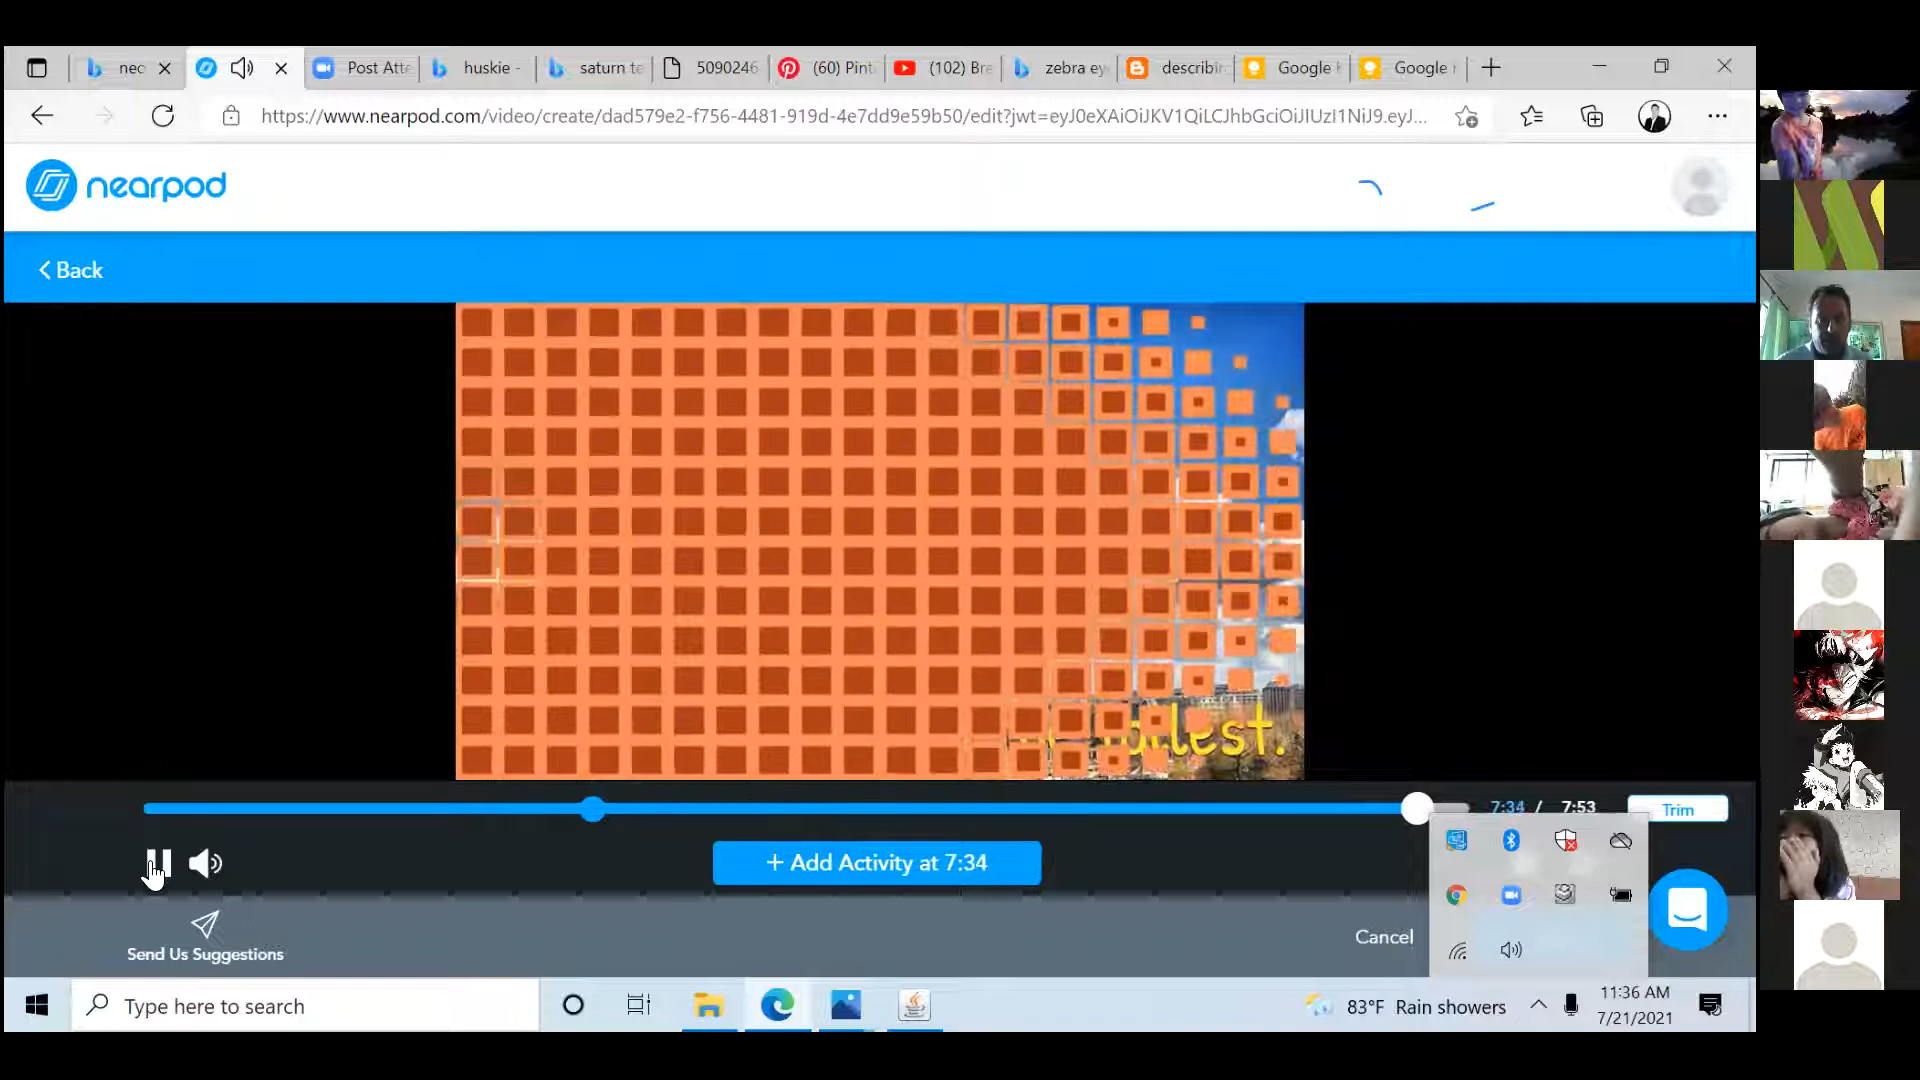 neo
Post Atte
huskie -
saturn te
5090246
(60) Pint
(102) Bre
zebra ey
describin
Google
Google
https://www.nearpod.com/video/create/dad579e2-f756-4481-919d-4e7dd9e59b50/edit?jwt=eyJ0eXAiOiJKV1QiLCJhbGciOiJIUzI1NiJ9.eyJ...
nearpod
Back
llest.
7:34 / 7:53
Trim
+ Add Activity at 7:34
Send Us Suggestions
Cancel
Type here to search
83°F Rain showers
11:36 AM
7/21/2021